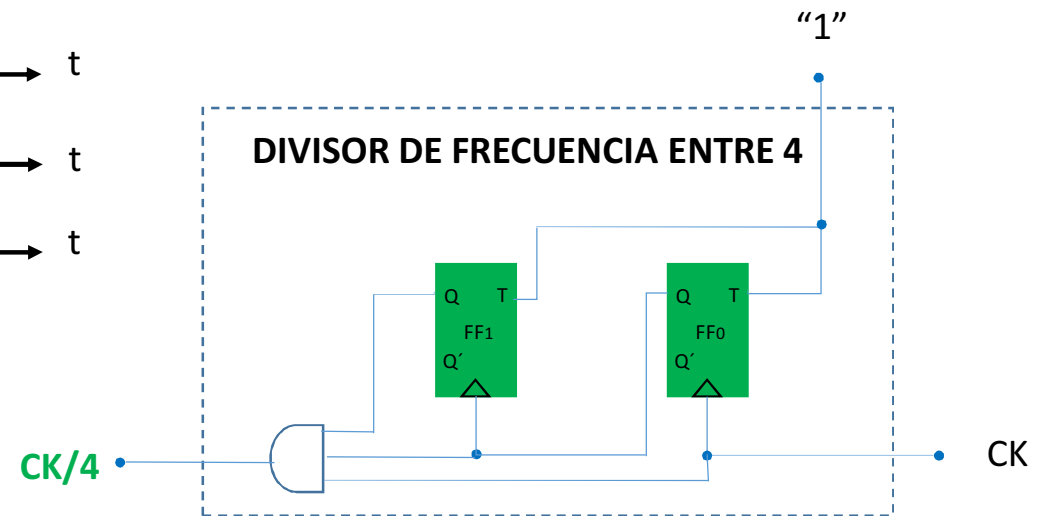 “1”
t
DIVISOR DE FRECUENCIA ENTRE 4
t
t
Q T
FF1
Q´
Q T
FF0
Q´
CK/4
CK